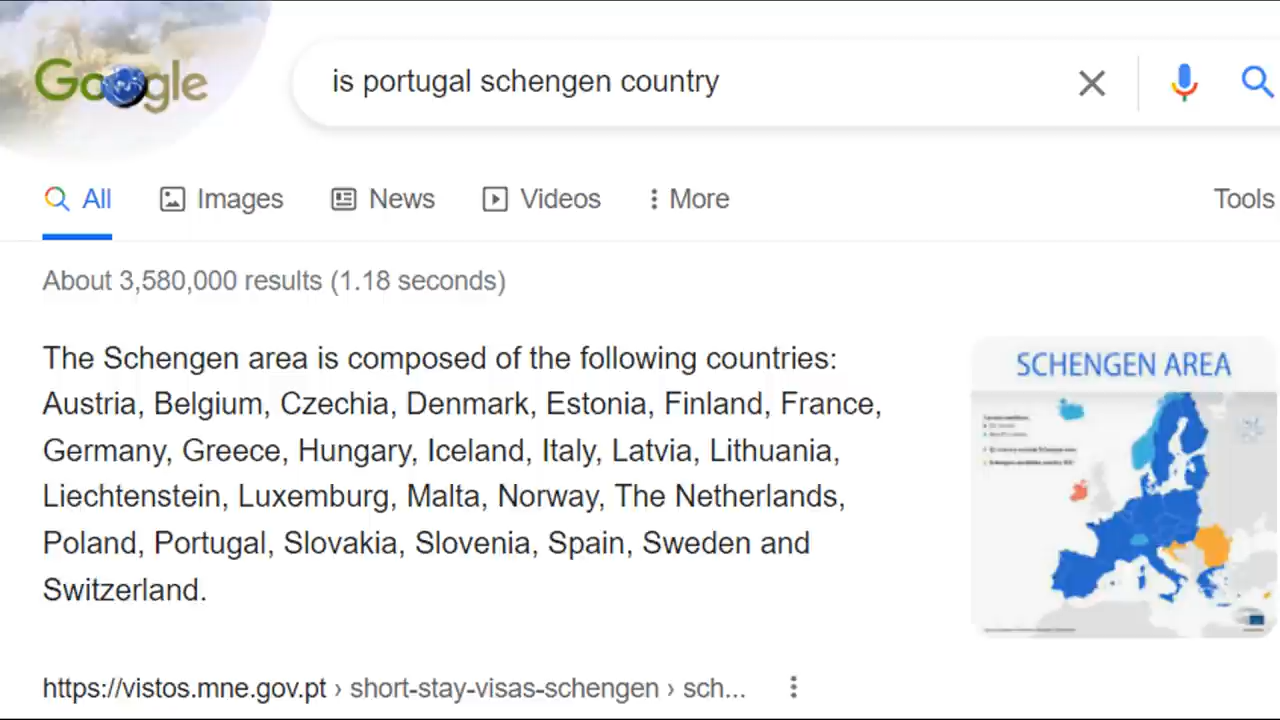 Google
is portugal schengen country
All
Images
News
Videos
More
Tools
About 3,580,000 results (1.18 seconds)
The Schengen area is composed of the following countries:
Austria, Belgium, Czechia, Denmark, Estonia, Finland, France,
Germany, Greece, Hungary, Iceland, Italy, Latvia, Lithuania,
Liechtenstein, Luxemburg, Malta, Norway, The Netherlands,
Poland, Portugal, Slovakia, Slovenia, Spain, Sweden and
Switzerland.
SCHENGEN AREA
https://vistos.mne.gov.pt › short-stay-visas-schengen › sch...